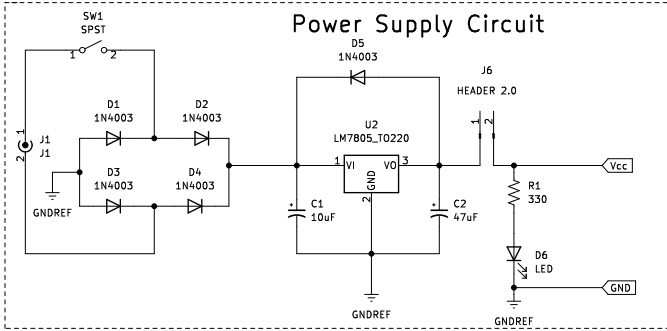 Power Supply Circuit
SW1
SPST
1 2
D5
1N4003
J6
HEADER 2.0
1 2
D1
1N4003
D2
1N4003
U2
LM7805_TO220
1 VI VO 3
GND
2
J1
J1
1
2
D3
1N4003
D4
1N4003
GNDREF
C1
10uF
C2
47uF
Vcc
R1
330
D6
LED
GND
GNDREF
GNDREF